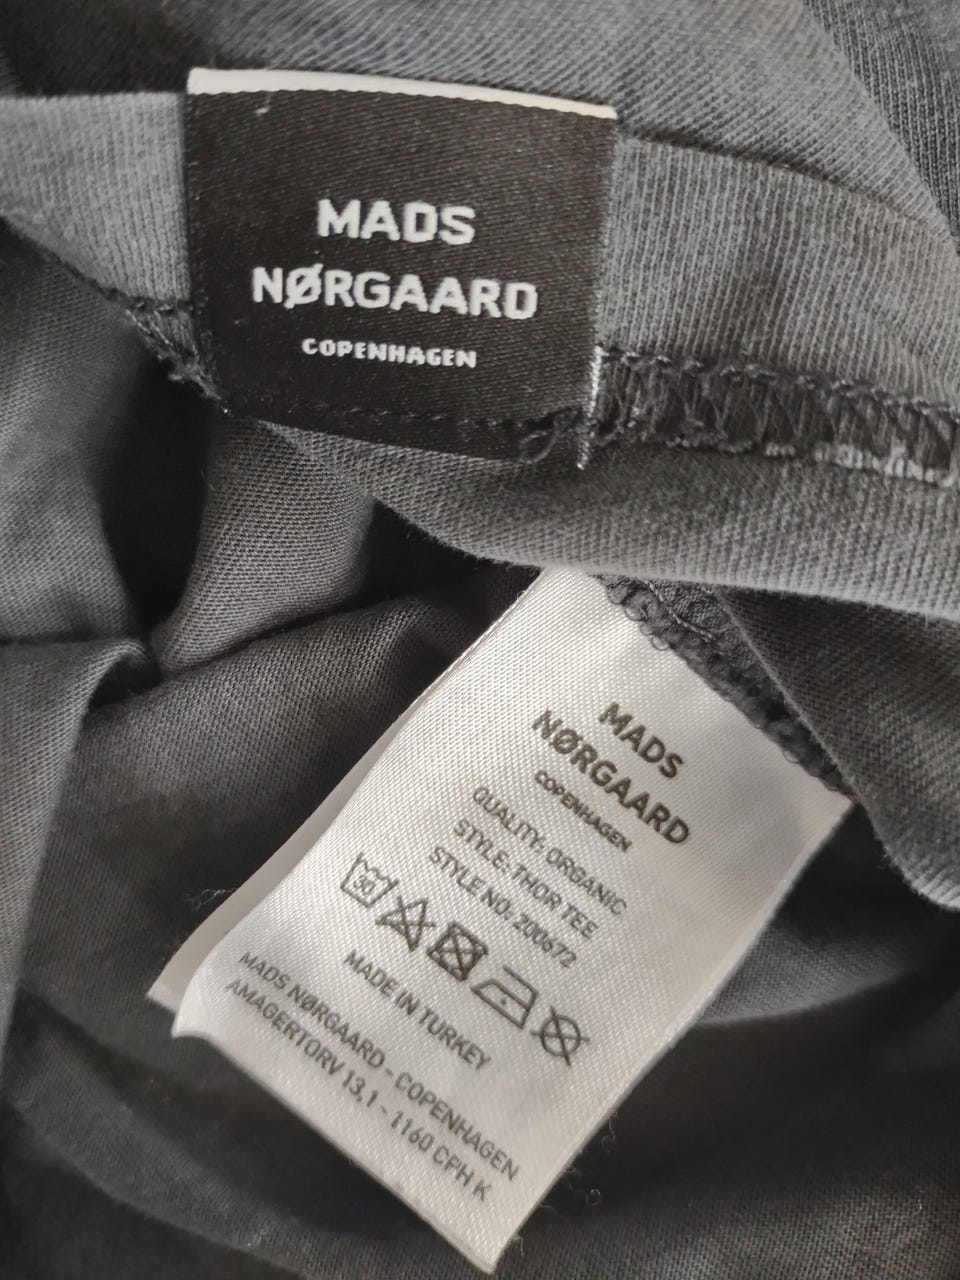 MADS
NØRGAARD
COPENHAGEN
MADS
NØRGAARD
COPENHAGEN
QUALITY: ORGANIC
STYLE: THOR TEE
STYLE NO: 200672
30
MADE IN TURKEY
MADS NØRGAARD - COPENHAGEN
AMAGERTORV 13,1 - 1160 CPH K